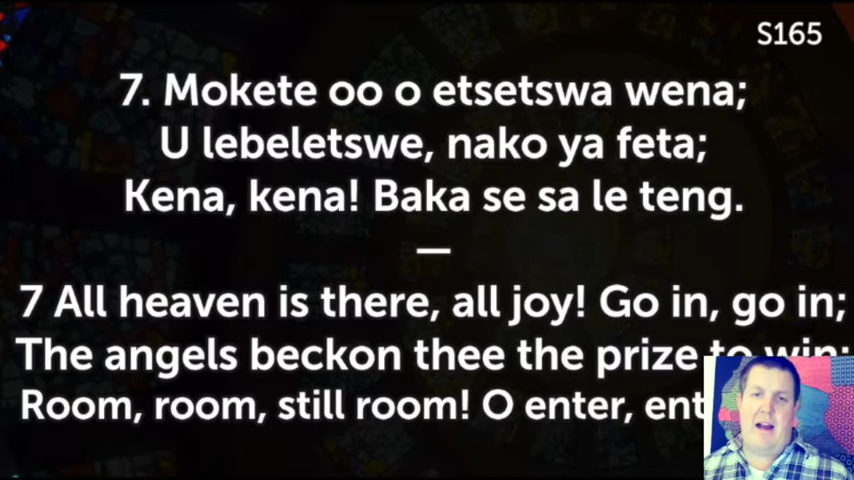 S165
7. Mokete oo o etsetswa wena;
U lebeletswe, nako ya feta;
Kena, kena! Baka se sa le teng.
—
7 All heaven is there, all joy! Go in, go in;
The angels beckon thee the prize to win;
Room, room, still room! O enter,